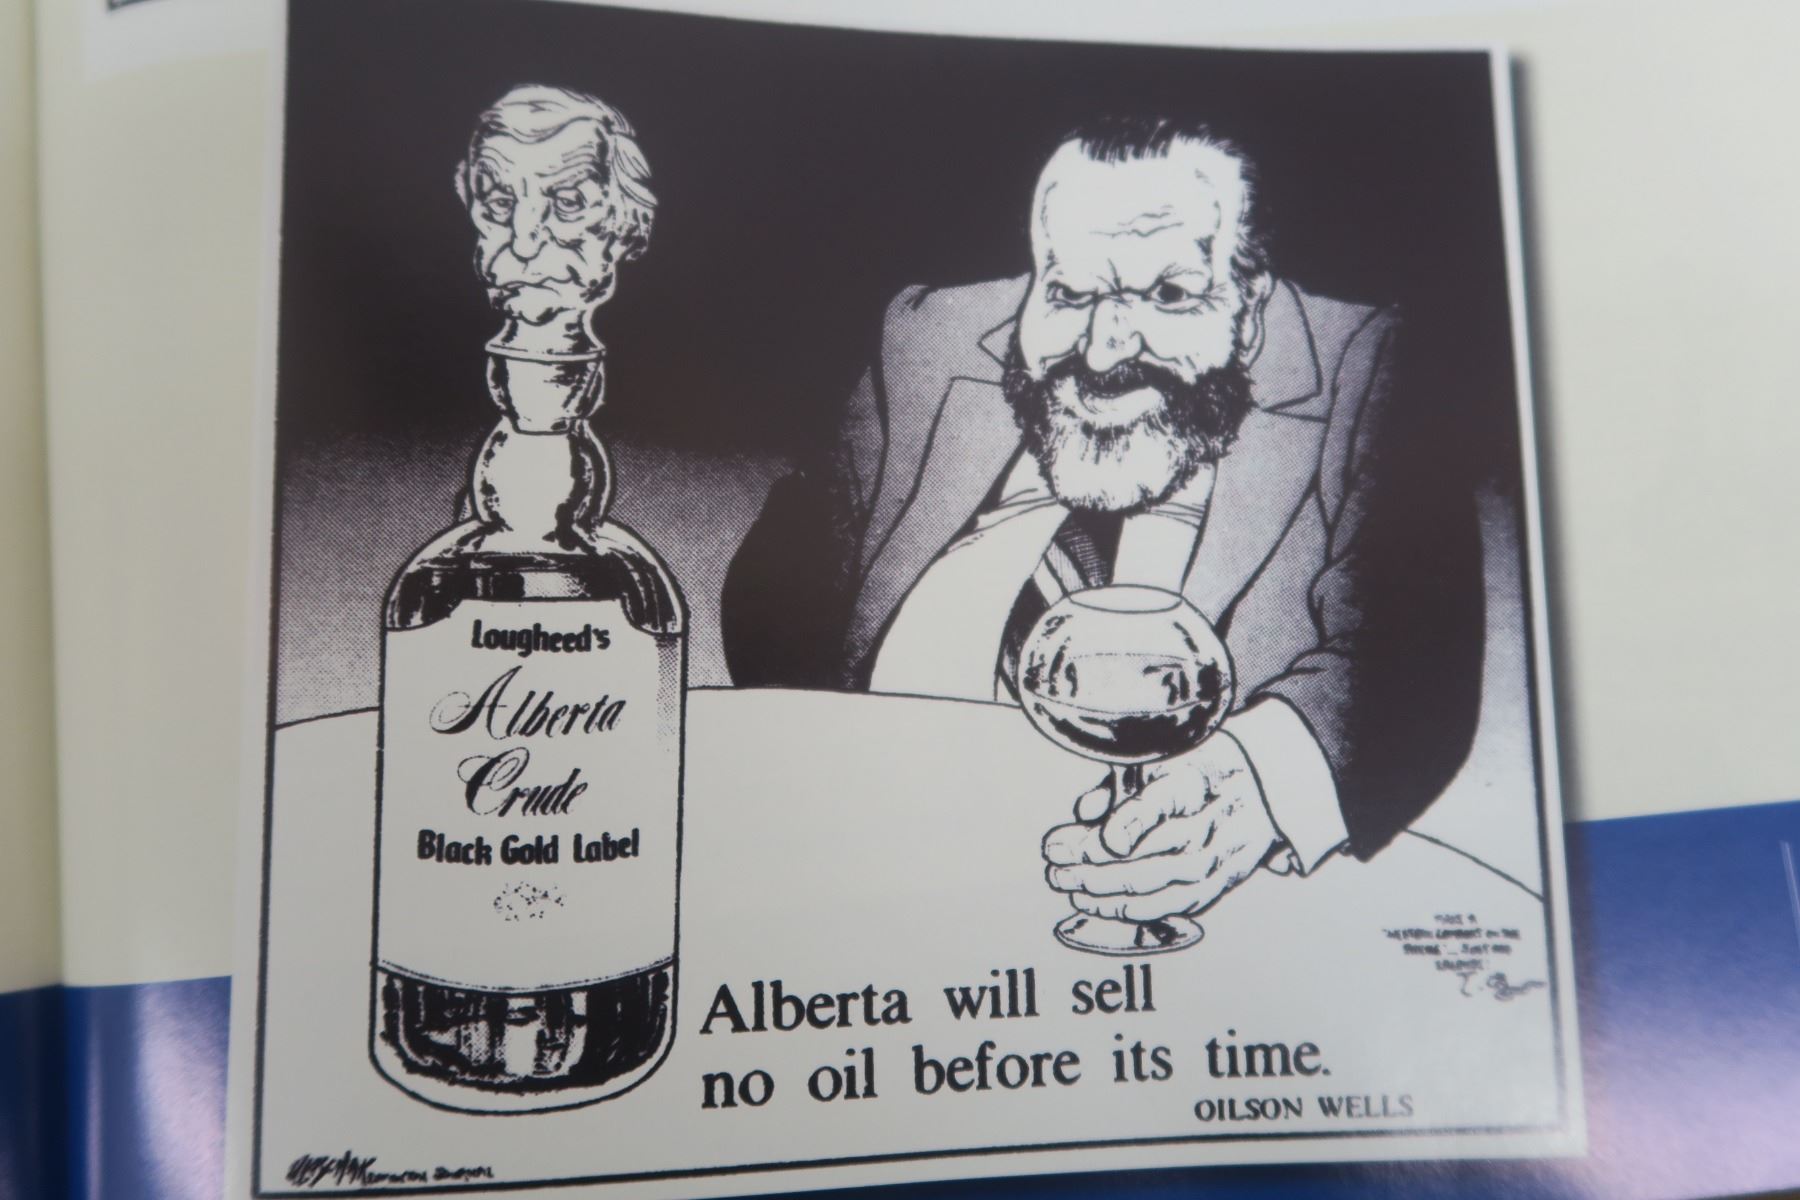 Lougheed's
Alberta
Crude
Black Gold Label
Alberta will sell
no oil before its time.
OILSON WELLS